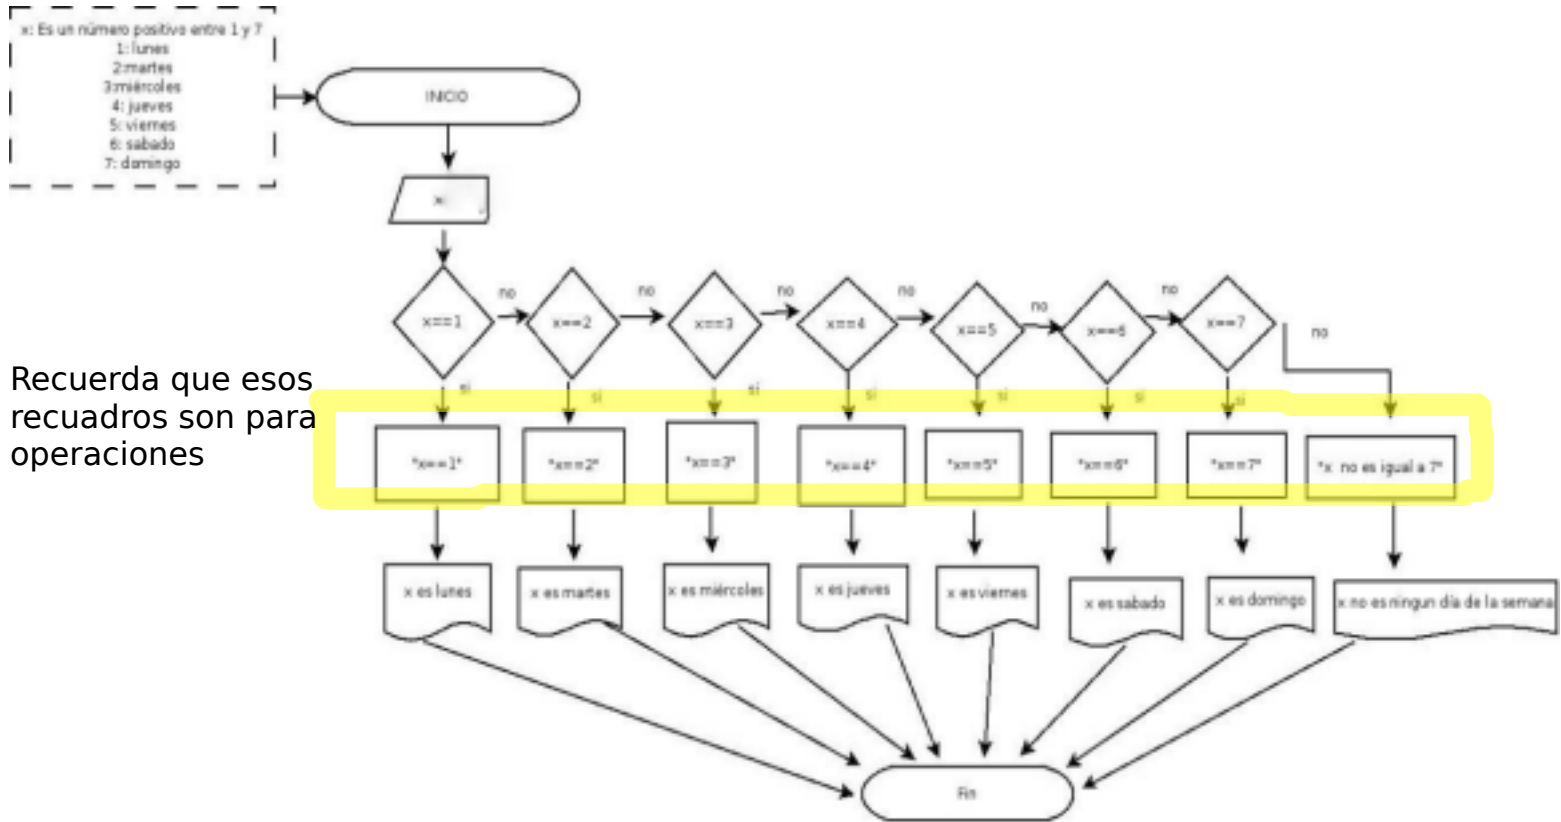 x: Es un número positivo entre 1 y 7
1: lunes
2:martes
3:miércoles
4: jueves
5: viernes
6: sabado
7: domingo
INICIO
x
x==1
no
x==2
no
x==3
no
x==4
no
x==5
no
x==6
no
x==7
no
si
si
si
si
si
si
si
Recuerda que esos
recuadros son para
operaciones
"x==1"
"x==2"
"x==3"
"x==4"
"x==5"
"x==6"
"x==7"
"x no es igual a 7"
x es lunes
x es martes
x es miércoles
x es jueves
x es viernes
x es sabado
x es domingo
x no es ningun día de la semana
Fin